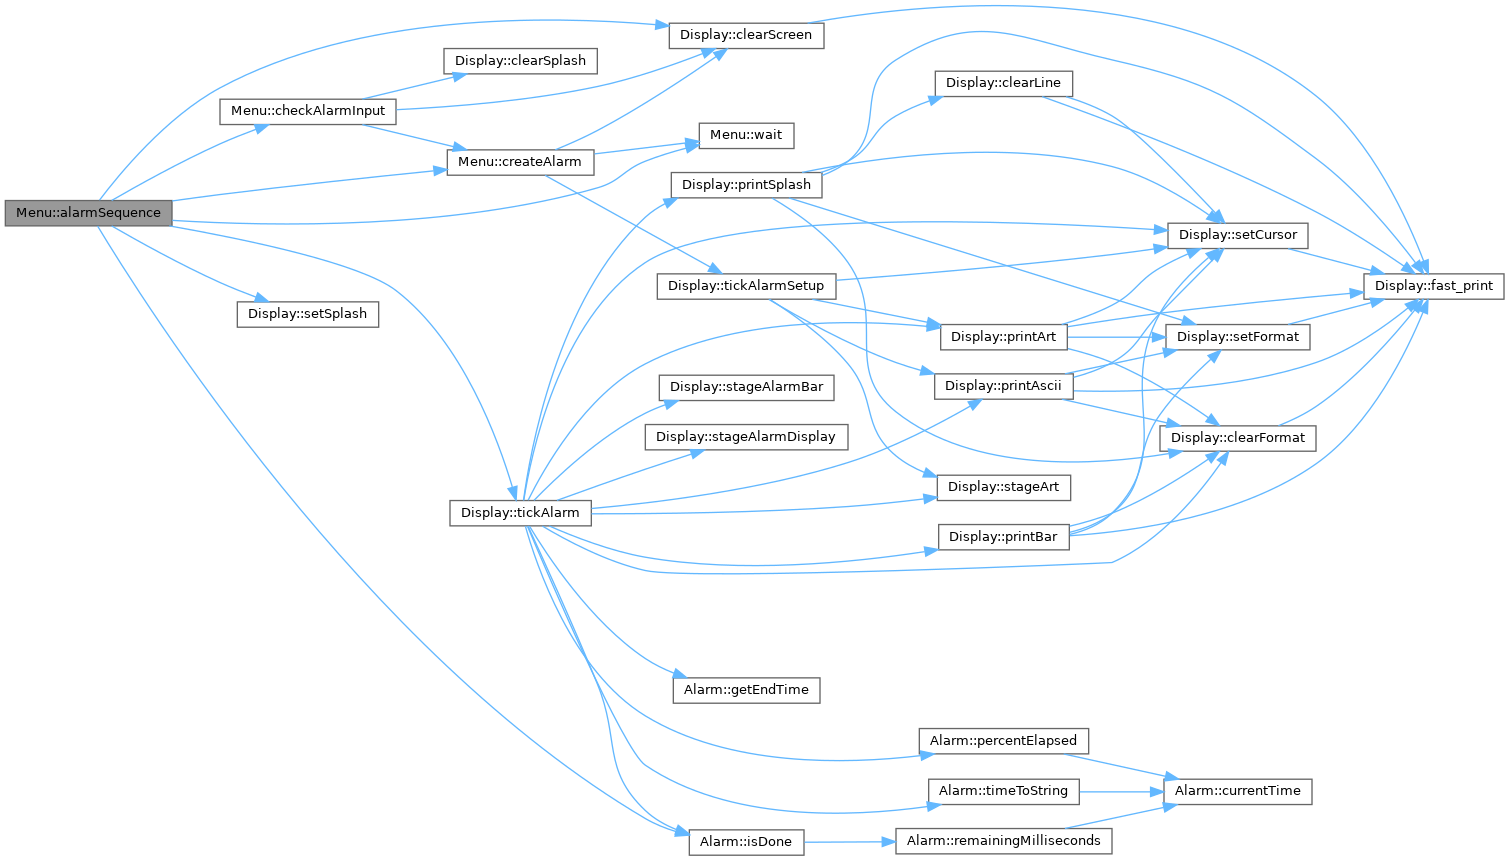 Display::clearScreen
Display::clearSplash
Display::clearLine
Menu::checkAlarmInput
Menu::wait
Menu::createAlarm
Display::printSplash
Menu::alarmSequence
Display::setCursor
Display::tickAlarmSetup
Display::fast_print
Display::setSplash
Display::printArt
Display::setFormat
Display::stageAlarmBar
Display::printAscii
Display::stageAlarmDisplay
Display::clearFormat
Display::stageArt
Display::tickAlarm
Display::printBar
Alarm::getEndTime
Alarm::percentElapsed
Alarm::timeToString
Alarm::currentTime
Alarm::isDone
Alarm::remainingMilliseconds